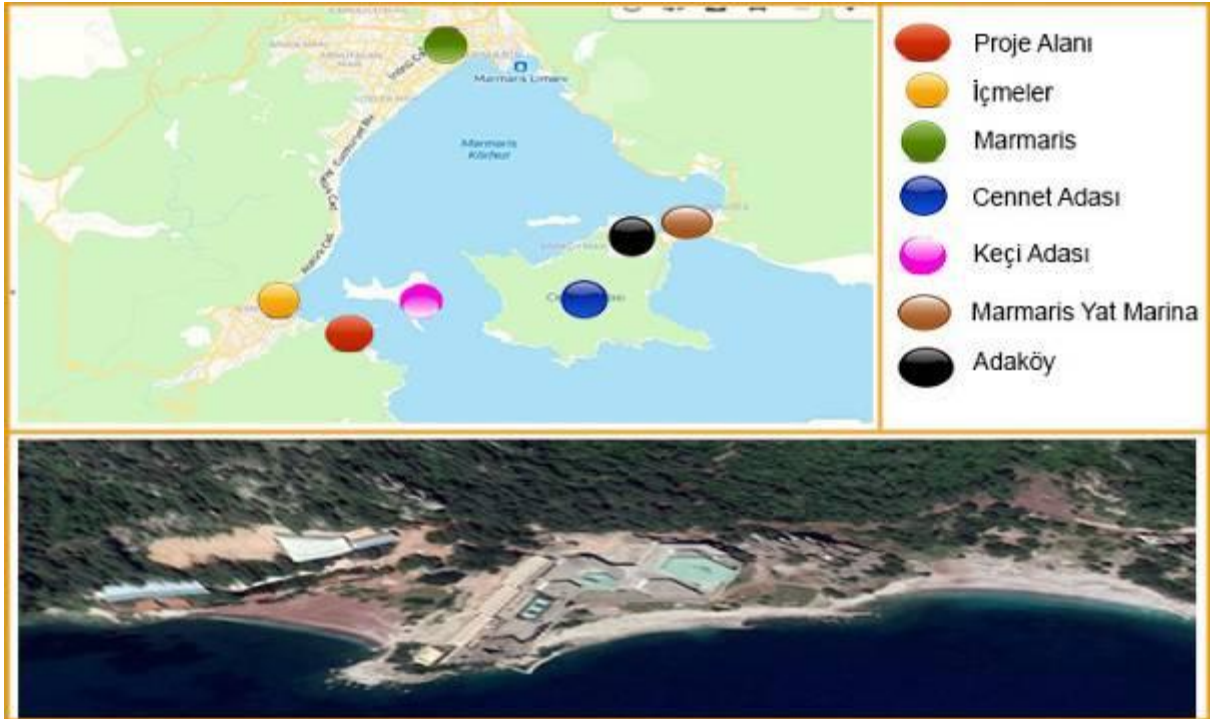 Marmaris Limanı
Marmaris
Körfezi
Proje Alanı
İçmeler
Marmaris
Cennet Adası
Keçi Adası
Marmaris Yat Marina
Adaköy